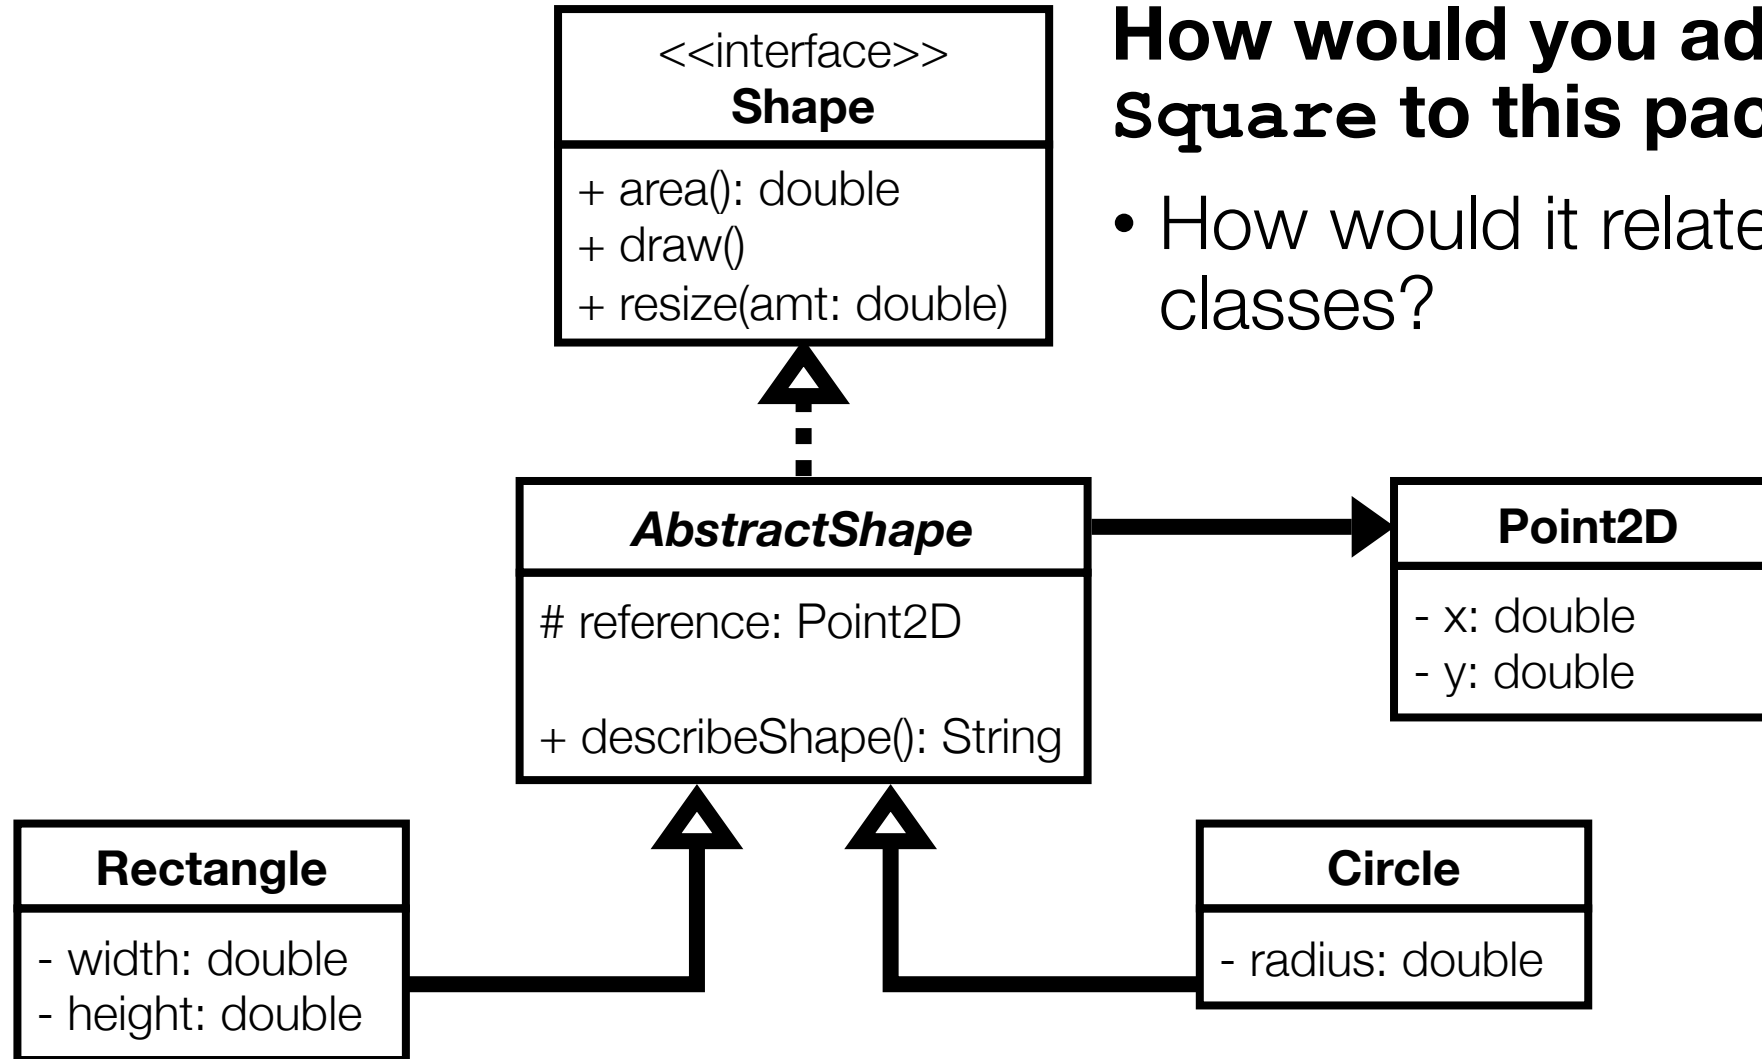 <<interface>>
Shape
+ area(): double
+ draw()
+ resize(amt: double)
How would you ad
Square to this pac
• How would it relate
classes?
AbstractShape
# reference: Point2D
+ describeShape(): String
Point2D
- x: double
- y: double
Rectangle
- width: double
- height: double
Circle
- radius: double